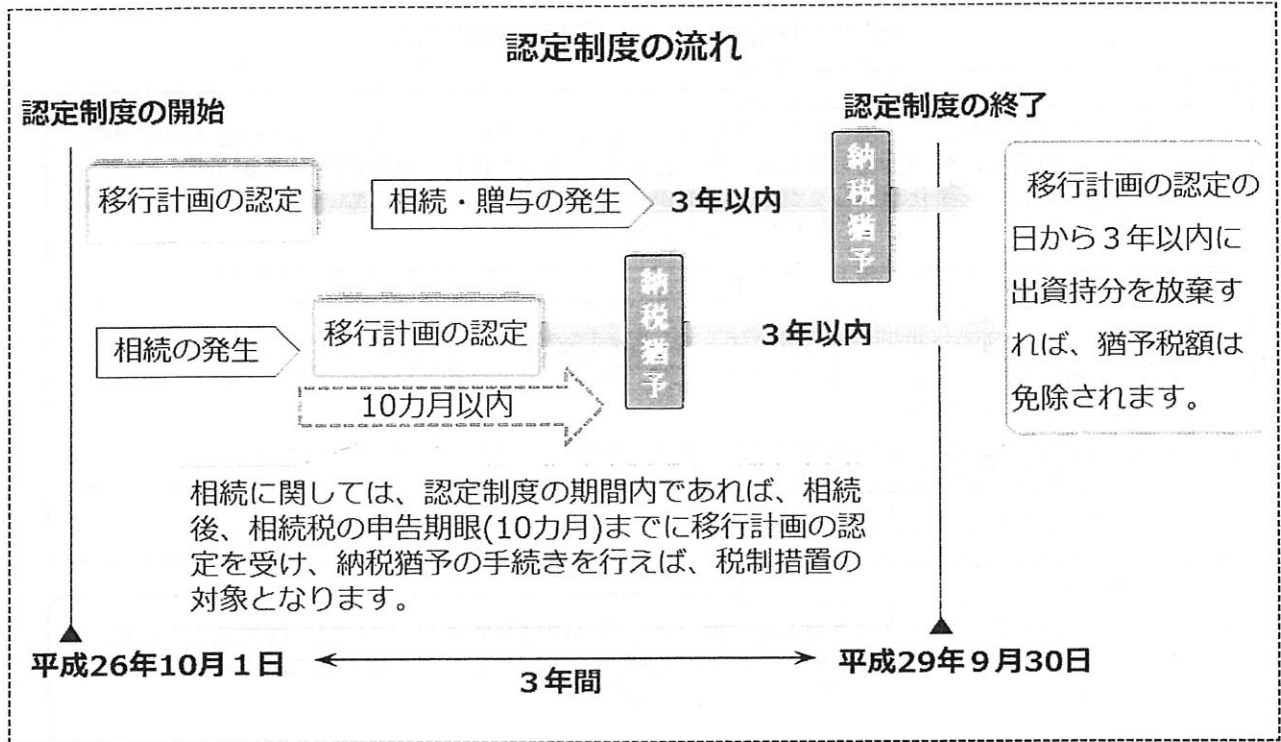 認定制度の流れ
認定制度の開始
認定制度の終了
移行計画の認定
相続・贈与の発生
3年以内
納税猶予
相続の発生
移行計画の認定
10カ月以内
納税猶予
3年以内
移行計画の認定の
日から3年以内に
出資持分を放棄す
れば、猶予税額は
免除されます。
相続に関しては、認定制度の期間内であれば、相続
後、相続税の申告期眼(10カ月)までに移行計画の認
定を受け、納税猶予の手続きを行えば、税制措置の
対象となります。
平成26年10月1日
3年間
平成29年9月30日